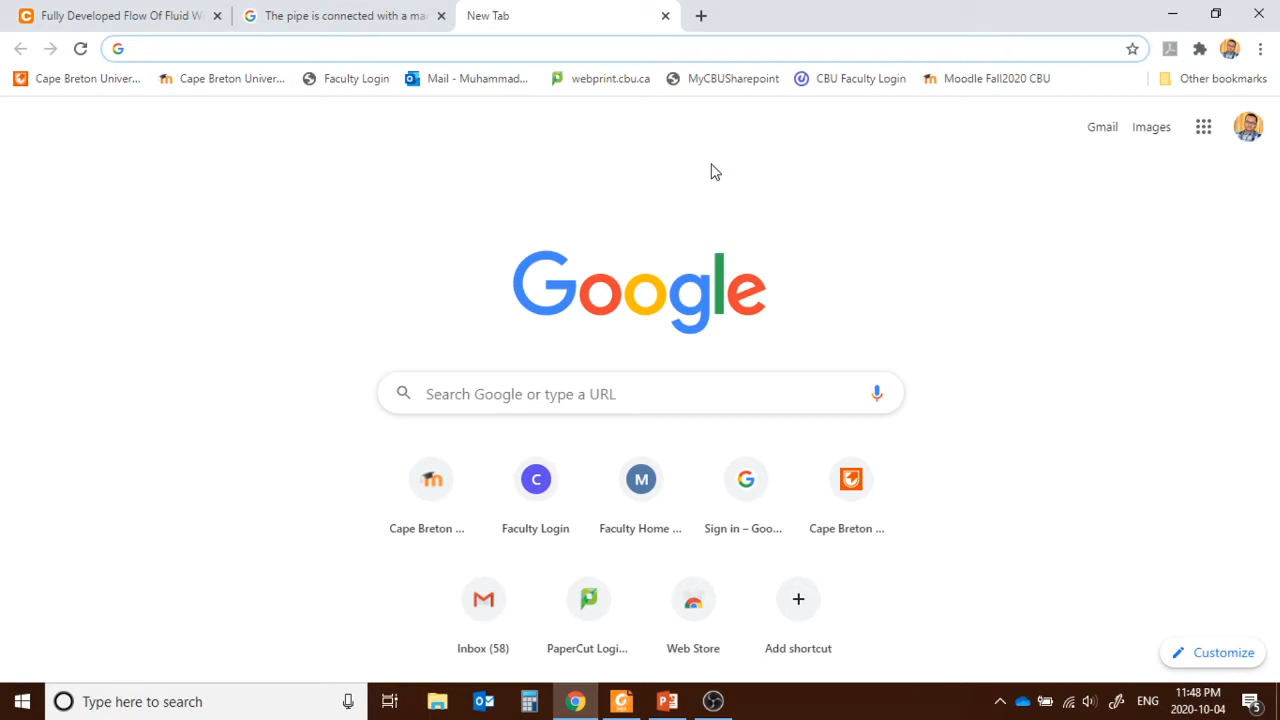 Fully Developed Flow Of Fluid Wi
The pipe is connected with a ma
New Tab
Cape Breton Univer...
Cape Breton Univer...
Faculty Login
Mail - Muhammad...
webprint.cbu.ca
MyCBUSharepoint
CBU Faculty Login
Moodle Fall2020 CBU
Other bookmarks
Gmail
Images
Google
Search Google or type a URL
C
M
Cape Breton ...
Faculty Login
Faculty Home ...
Sign in – Goo...
Cape Breton ...
Inbox (58)
PaperCut Logi...
Web Store
Add shortcut
Customize
Type here to search
ENG
11:48 PM
2020-10-04
5